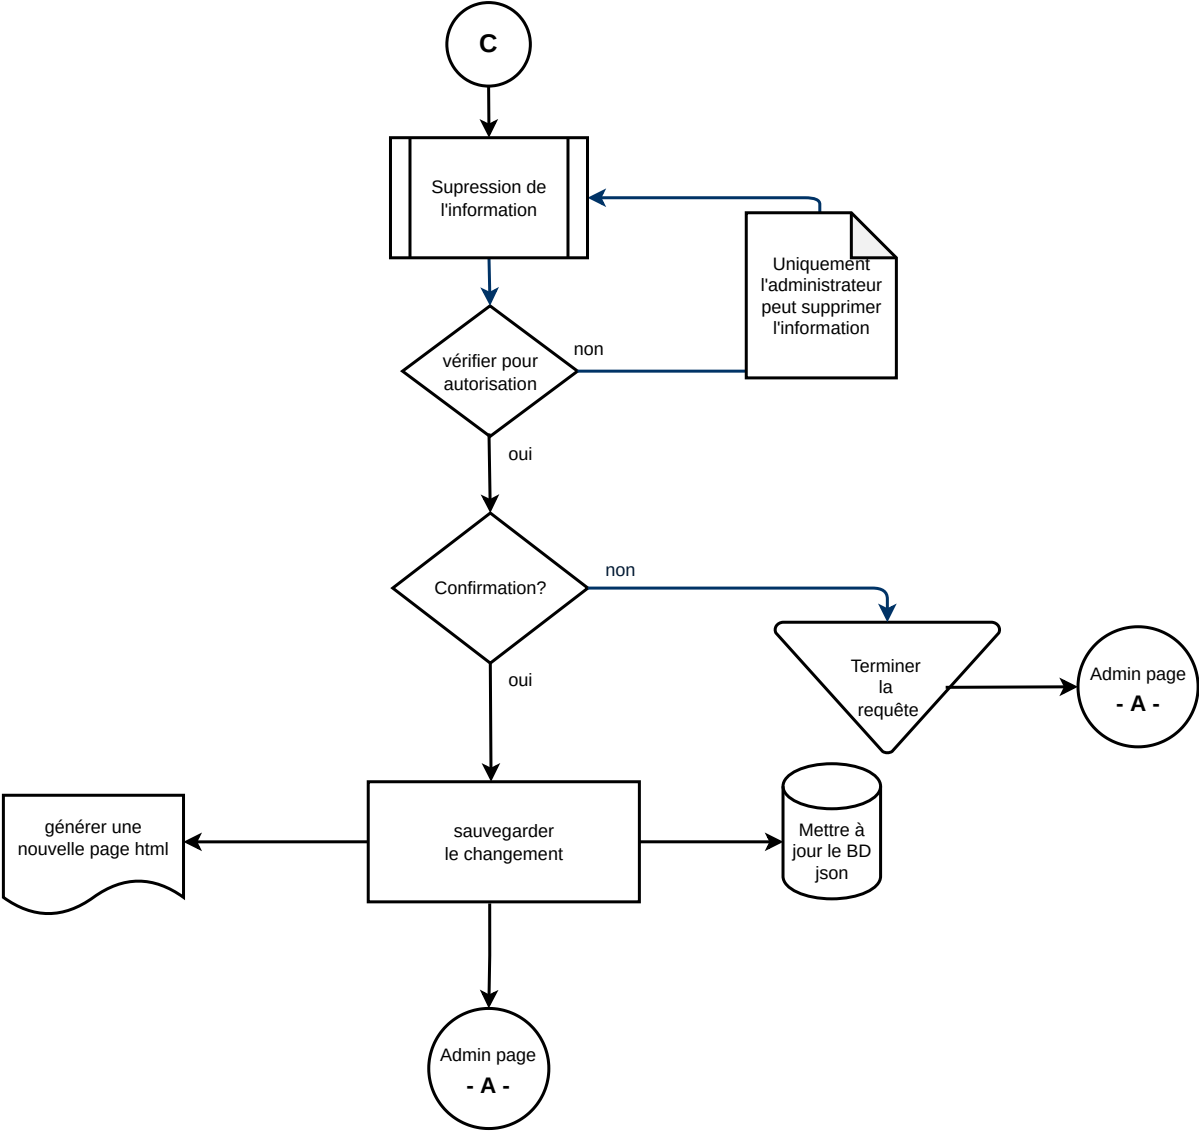 C
Supression de
l'information
Uniquement
l'administrateur
peut supprimer
l'information
vérifier pour
autorisation
non
oui
Confirmation?
non
oui
Terminer
la
requête
Admin page
- A -
générer une
nouvelle page html
sauvegarder
le changement
Mettre à
jour le BD
json
Admin page
- A -